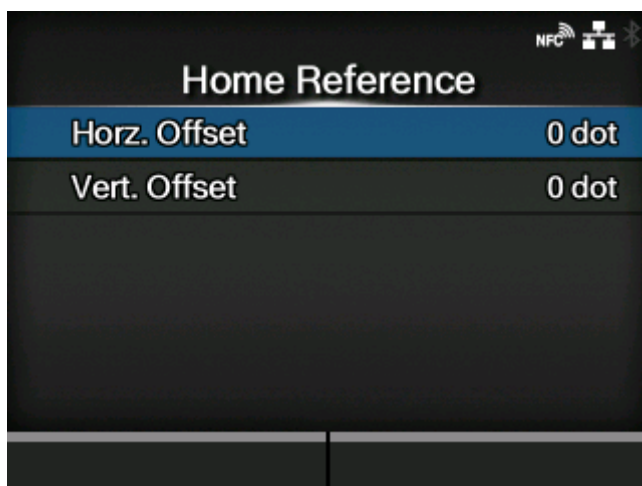 NFC
Home Reference
Horz. Offset 0 dot
Vert. Offset 0 dot